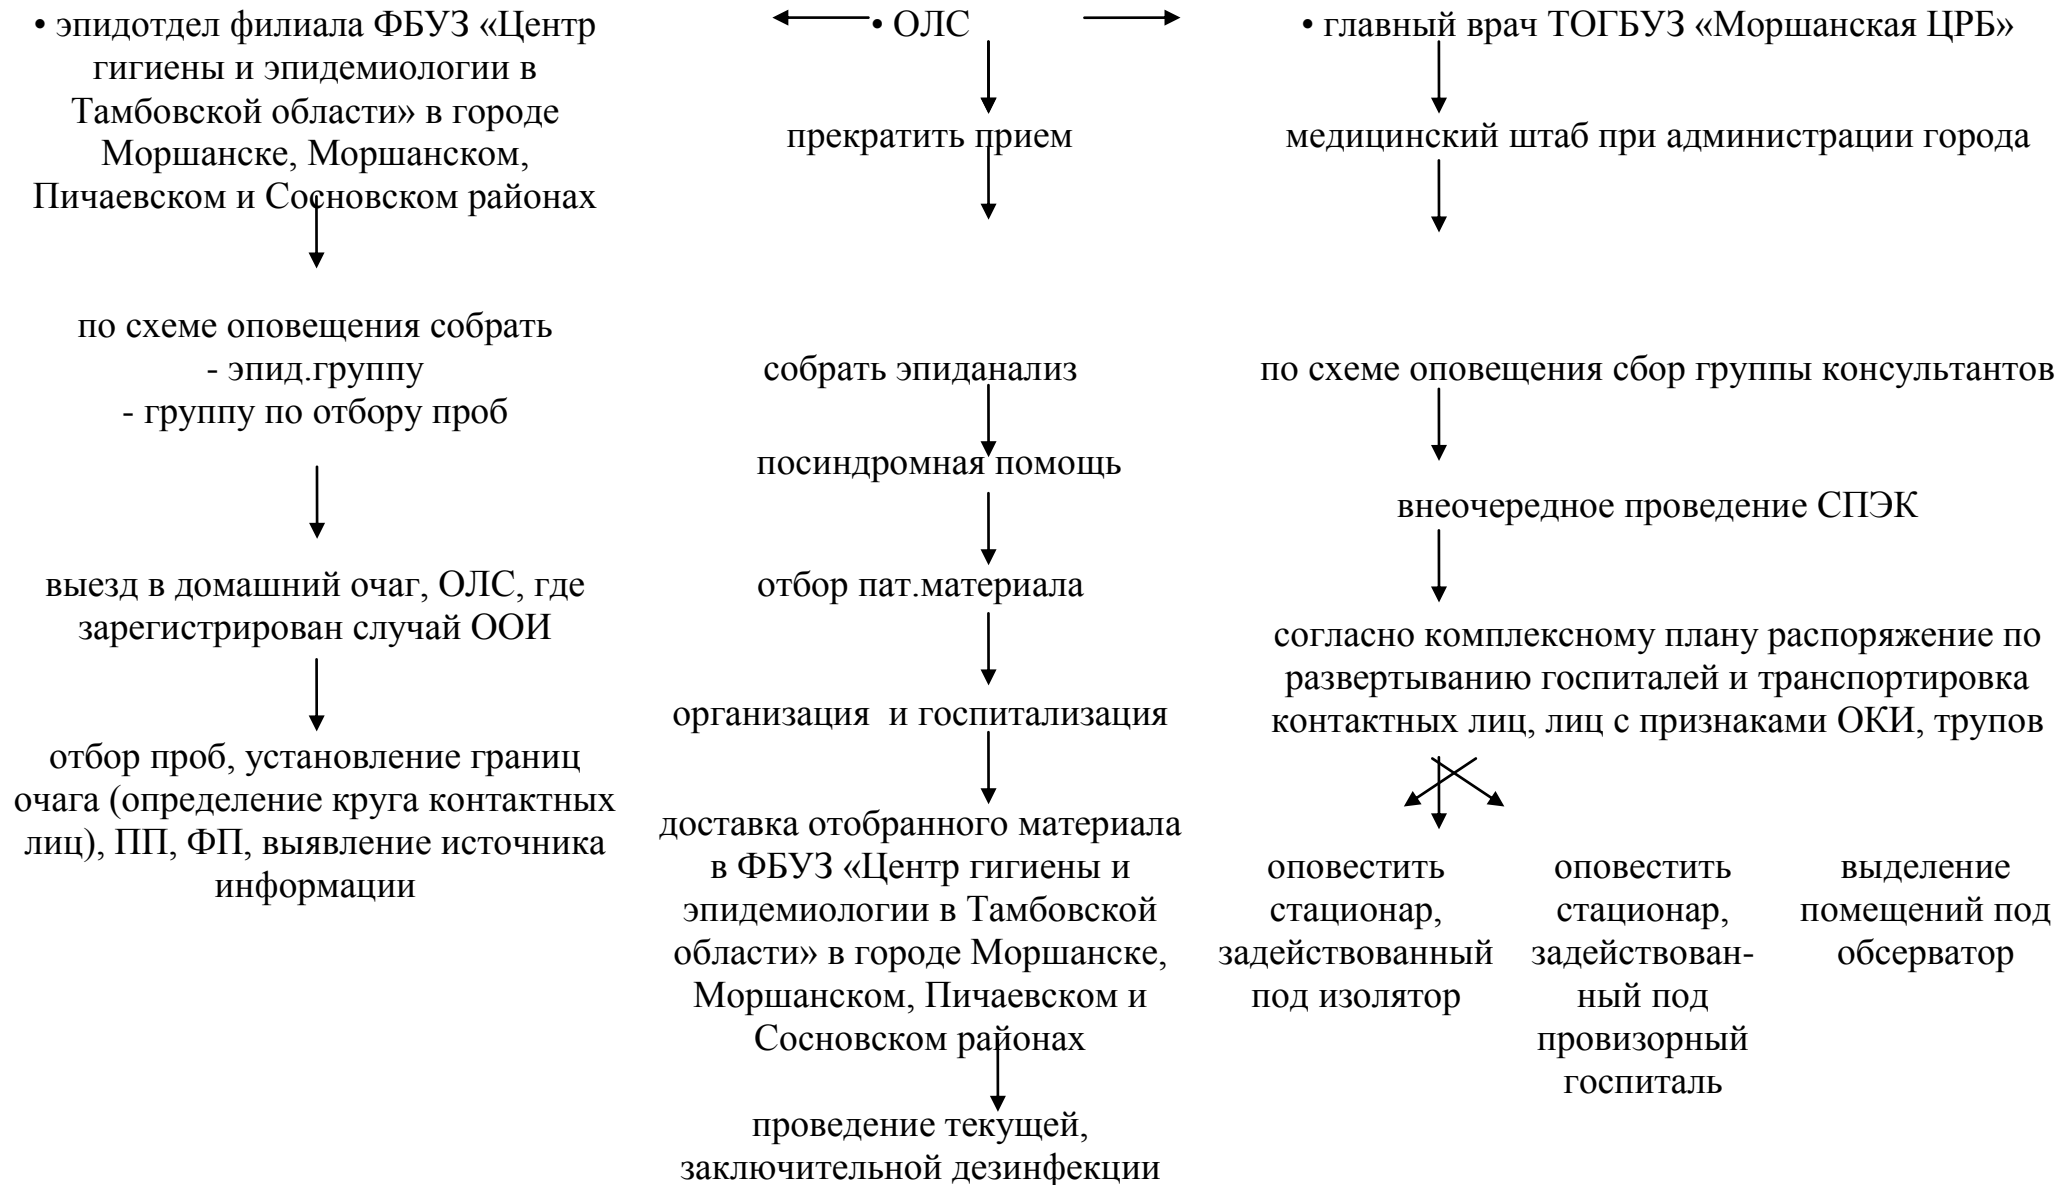 • эпидотдел филиала ФБУЗ «Центр
гигиены и эпидемиологии в
Тамбовской области» в городе
Моршанске, Моршанском,
Пичаевском и Сосновском районах
по схеме оповещения собрать
- эпид.группу
- группу по отбору проб
выезд в домашний очаг, ОЛС, где
зарегистрирован случай ООИ
отбор проб, установление границ
очага (определение круга контактных
лиц), ПП, ФП, выявление источника
информации
• ОЛС
прекратить прием
собрать эпиданализ
посиндромная помощь
отбор пат.материала
организация и госпитализация
доставка отобранного материала
в ФБУЗ «Центр гигиены и
эпидемиологии в Тамбовской
области» в городе Моршанске,
Моршанском, Пичаевском и
Сосновском районах
проведение текущей,
заключительной дезинфекции
• главный врач ТОГБУЗ «Моршанская ЦРБ»
медицинский штаб при администрации города
по схеме оповещения сбор группы консультантов
внеочередное проведение СПЭК
согласно комплексному плану распоряжение по
развертыванию госпиталей и транспортировка
контактных лиц, лиц с признаками ОКИ, трупов
оповестить
стационар,
задействованный
под изолятор
оповестить
стационар,
задействован-
ный под
провизорный
госпиталь
выделение
помещений под
обсерватор